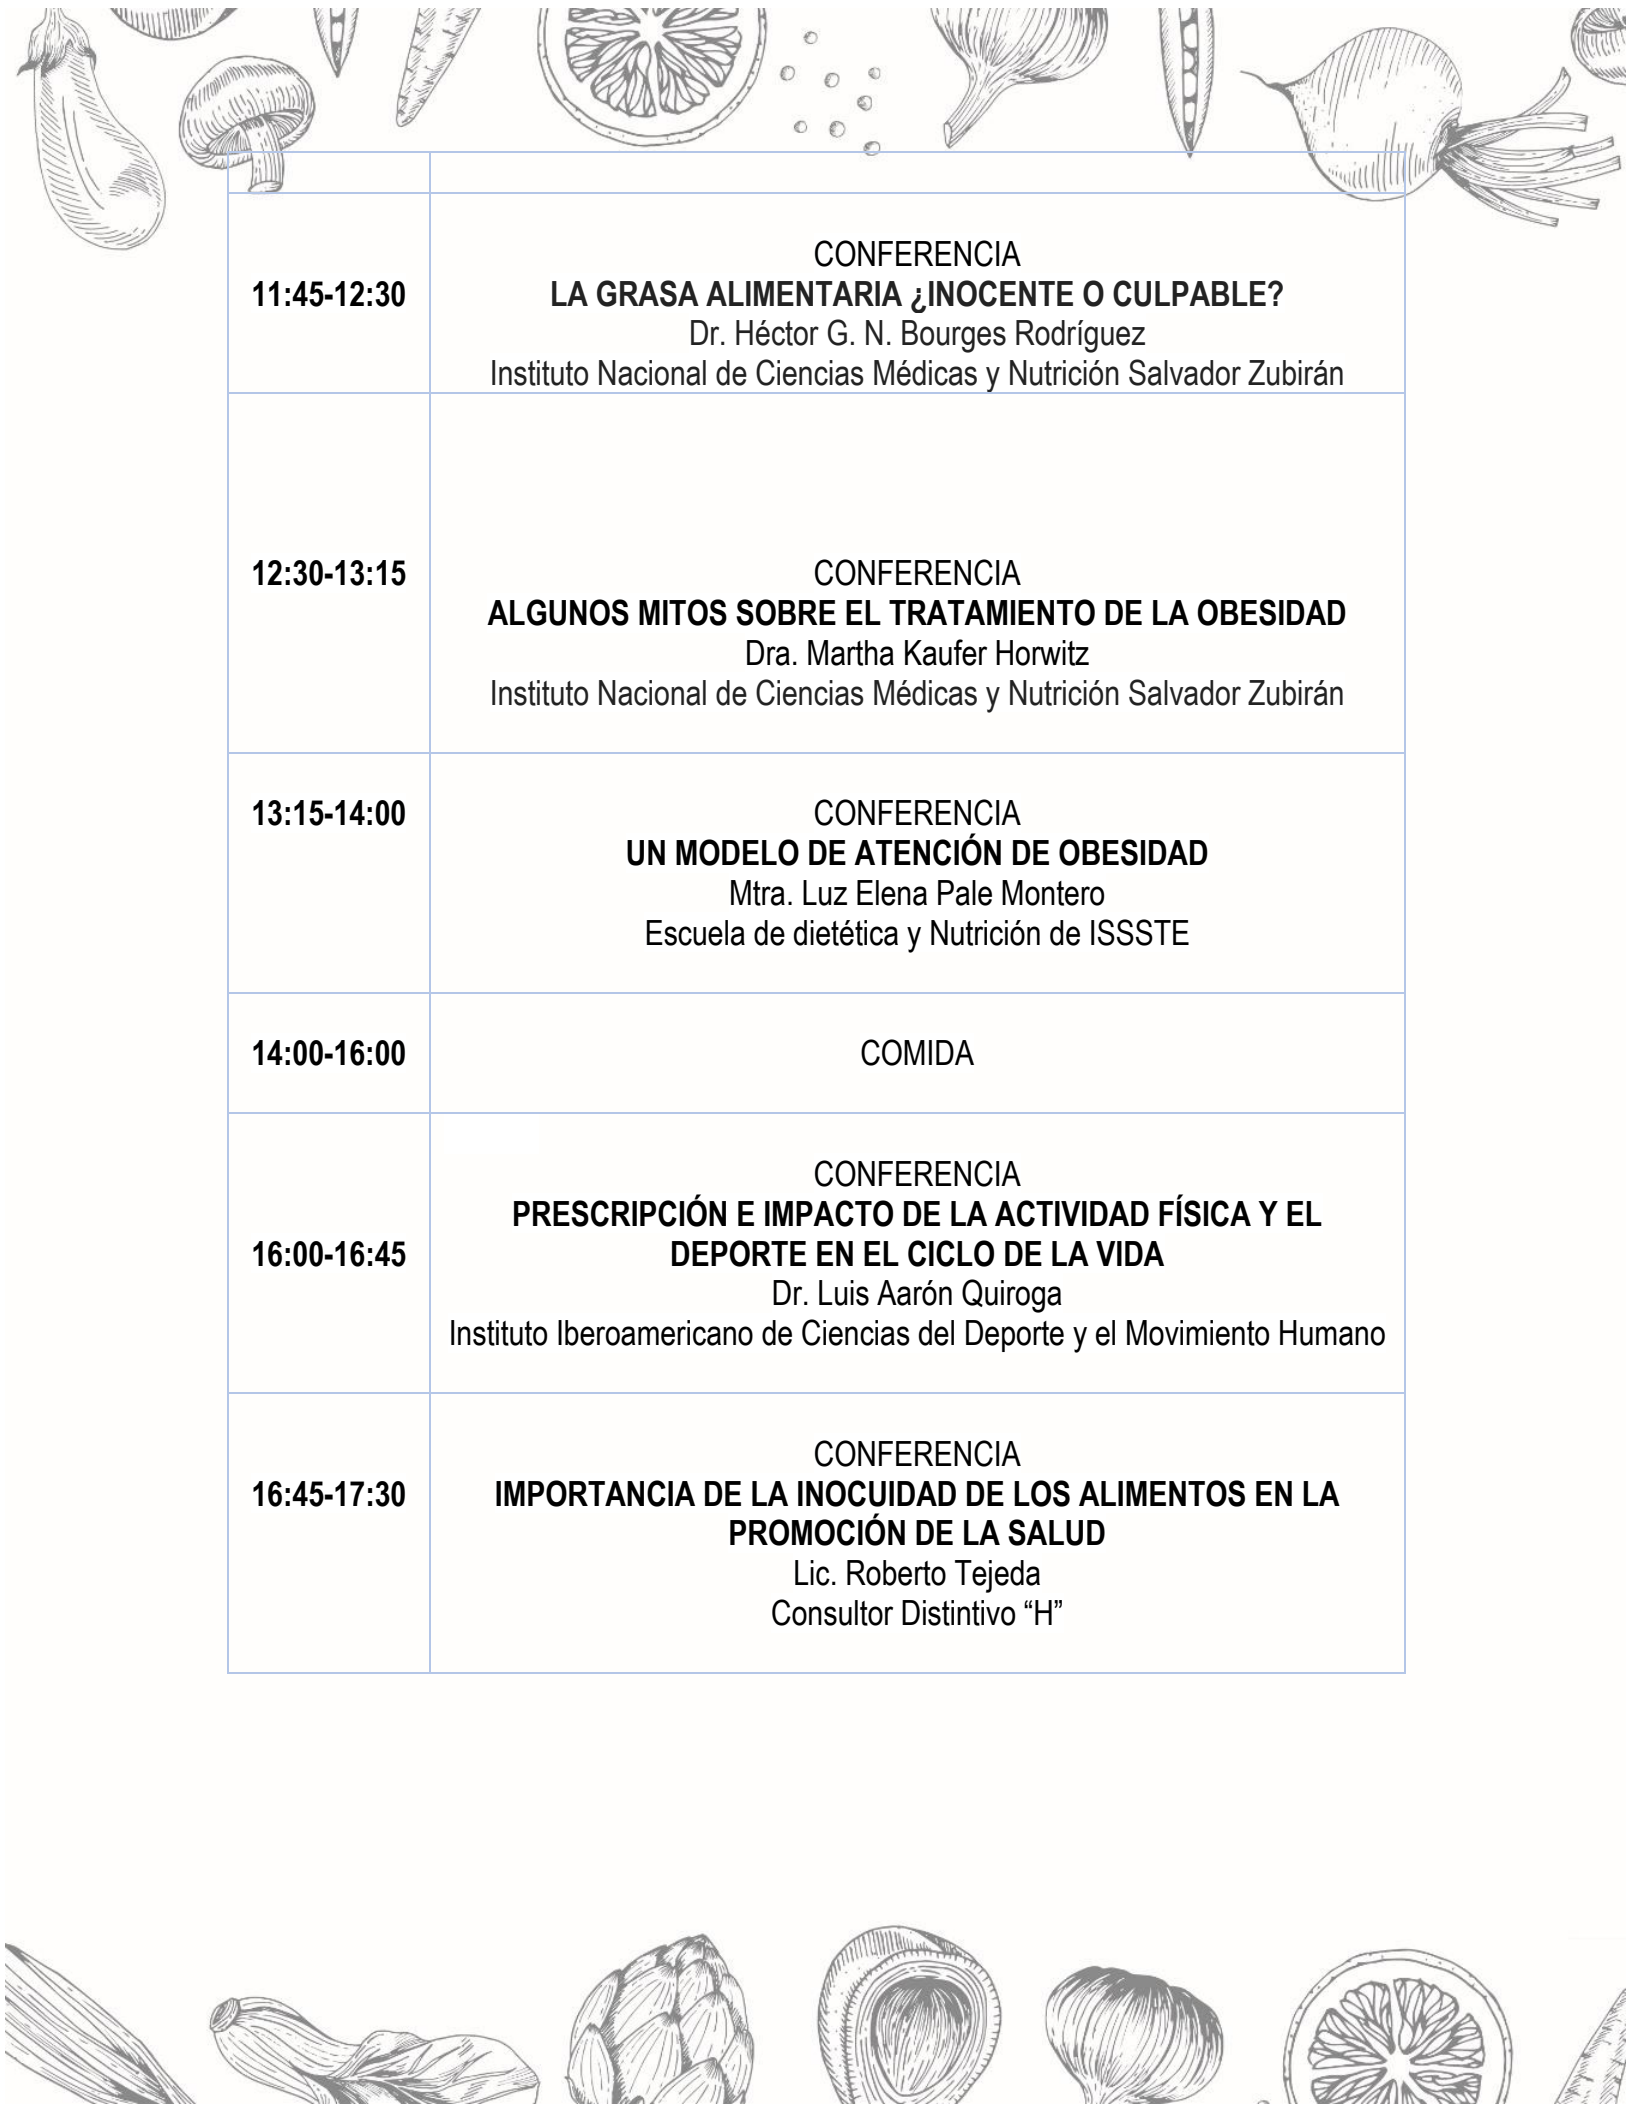 CONFERENCIA
11:45-12:30
LA GRASA ALIMENTARIA ¿INOCENTE O CULPABLE?
Dr. Héctor G. N. Bourges Rodríguez
Instituto Nacional de Ciencias Médicas y Nutrición Salvador Zubirán
12:30-13:15
CONFERENCIA
ALGUNOS MITOS SOBRE EL TRATAMIENTO DE LA OBESIDAD
Dra. Martha Kaufer Horwitz
Instituto Nacional de Ciencias Médicas y Nutrición Salvador Zubirán
13:15-14:00
CONFERENCIA
UN MODELO DE ATENCIÓN DE OBESIDAD
Mtra. Luz Elena Pale Montero
Escuela de dietética y Nutrición de ISSSTE
14:00-16:00
COMIDA
CONFERENCIA
PRESCRIPCIÓN E IMPACTO DE LA ACTIVIDAD FÍSICA Y EL
16:00-16:45
DEPORTE EN EL CICLO DE LA VIDA
Dr. Luis Aarón Quiroga
Instituto Iberoamericano de Ciencias del Deporte y el Movimiento Humano
CONFERENCIA
16:45-17:30
IMPORTANCIA DE LA INOCUIDAD DE LOS ALIMENTOS EN LA
PROMOCIÓN DE LA SALUD
Lic. Roberto Tejeda
Consultor Distintivo “H”